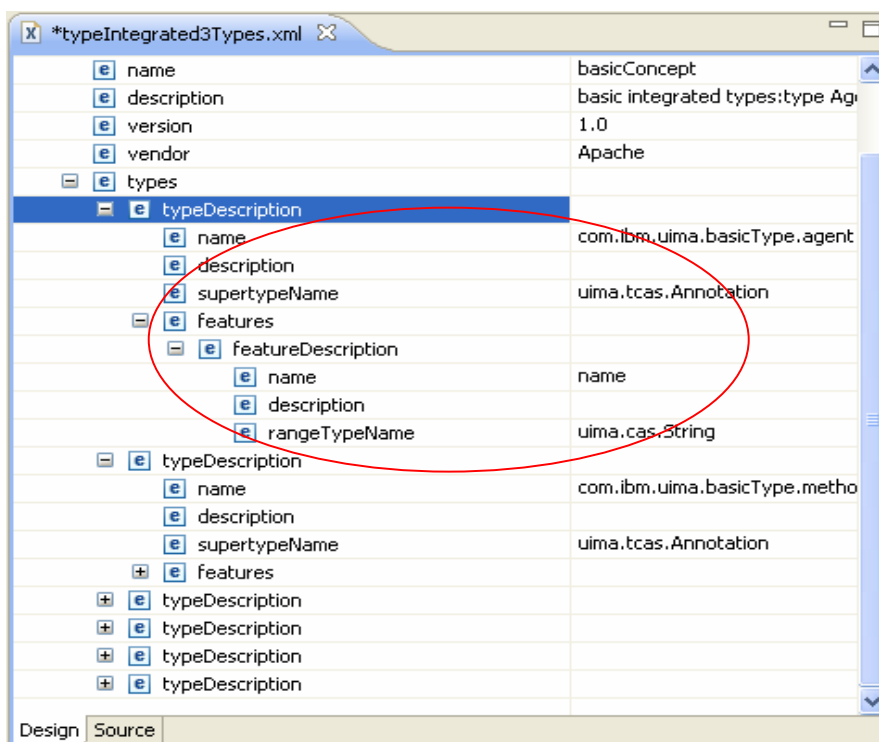 *typeIntegrated3Types.xml
name basicConcept
description basic integrated types:type Age
version 1.0
vendor Apache
types
typeDescription
name com.ibm.uima.basicType.agent
description
supertypeName uima.tcas.Annotation
features
featureDescription
name name
description
rangeTypeName uima.cas.String
typeDescription
name com.ibm.uima.basicType.metho
description
supertypeName uima.tcas.Annotation
features
typeDescription
typeDescription
typeDescription
typeDescription
Design Source